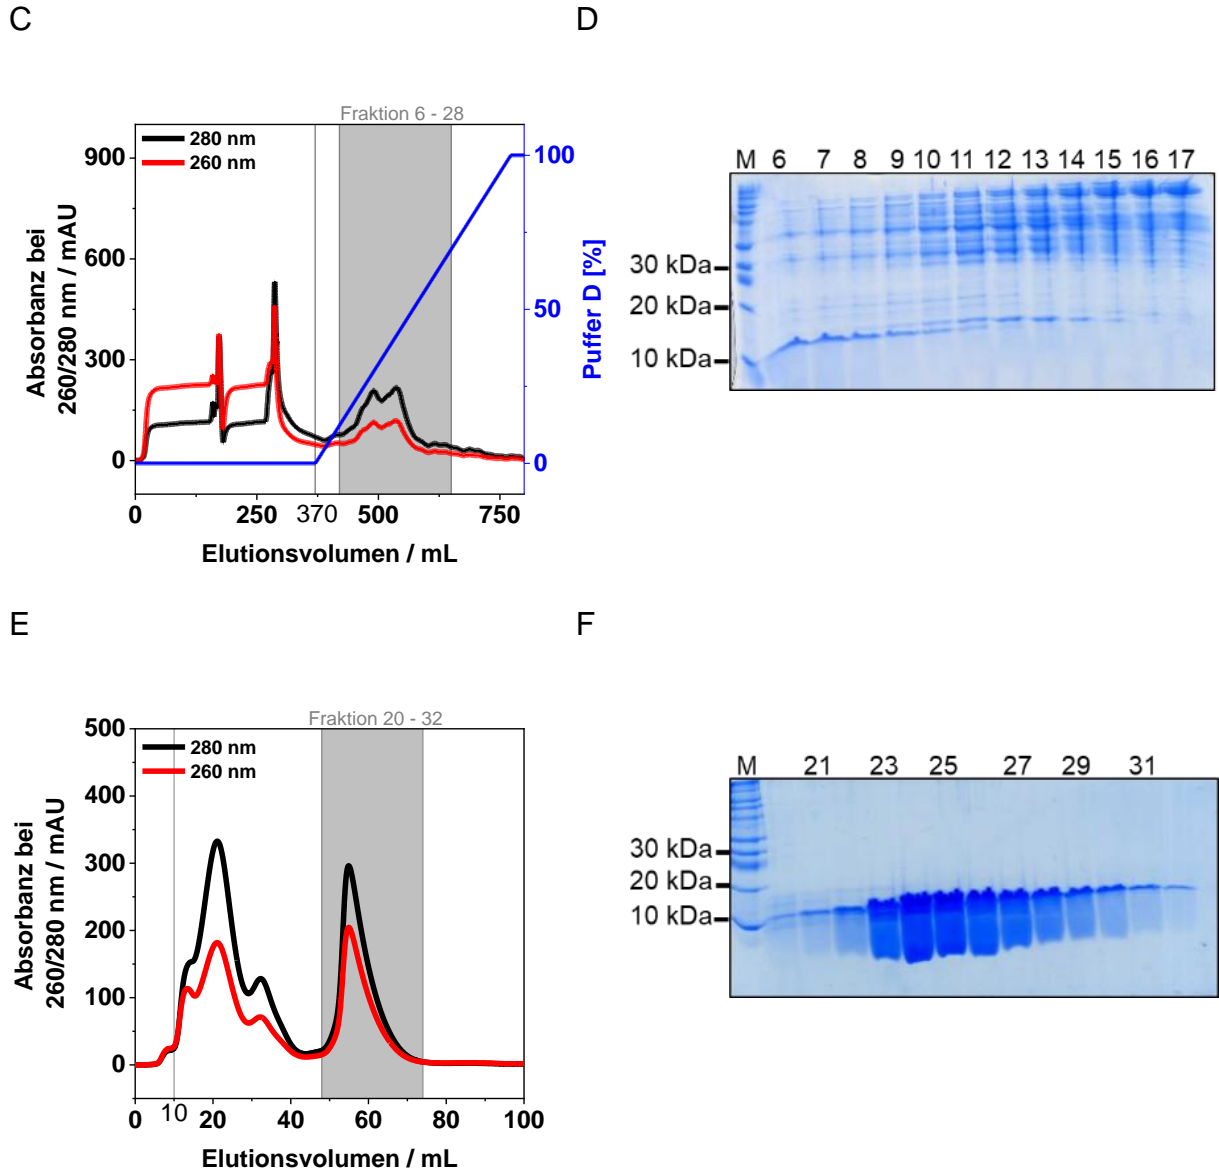 C
D
Fraktion 6 - 28
280 nm
260 nm
900
600
300
0
Absorbanz bei
260/280 nm / mAU
100
50
0
Puffer D [%]
0
250
370
500
750
Elutionsvolumen / mL
M 6 7 8 9 10 11 12 13 14 15 16 17
30 kDa
20 kDa
10 kDa
E
F
Fraktion 20 - 32
280 nm
260 nm
500
400
300
200
100
0
Absorbanz bei
260/280 nm / mAU
0
10
20
40
60
80
100
Elutionsvolumen / mL
M 21 23 25 27 29 31
30 kDa
20 kDa
10 kDa